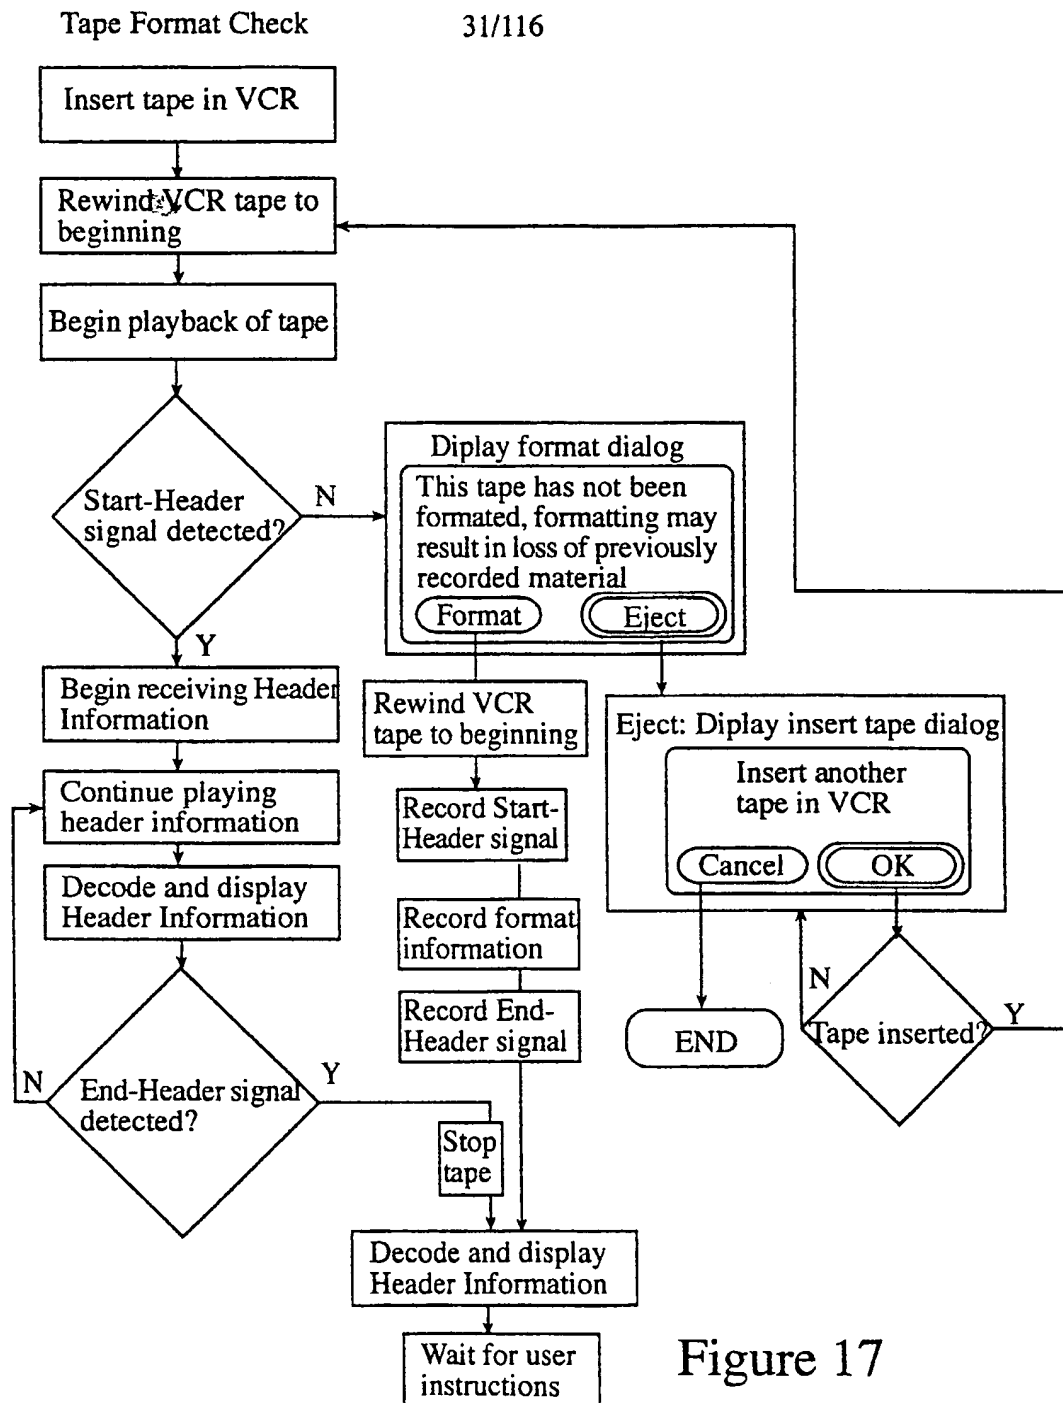 Tape Format Check
31/116
Insert tape in VCR
Rewind VCR tape to
beginning
Begin playback of tape
Start-Header
signal detected?
N
Y
Diplay format dialog
This tape has not been
formated, formatting may
result in loss of previously
recorded material
Format
Eject
Begin receiving Header
Information
Continue playing
header information
Decode and display
Header Information
End-Header signal
detected?
N
Y
Rewind VCR
tape to beginning
Record Start-
Header signal
Record format
information
Record End-
Header signal
Stop
tape
Eject: Diplay insert tape dialog
Insert another
tape in VCR
Cancel
OK
END
N
Tape inserted?
Y
Decode and display
Header Information
Wait for user
instructions
Figure 17